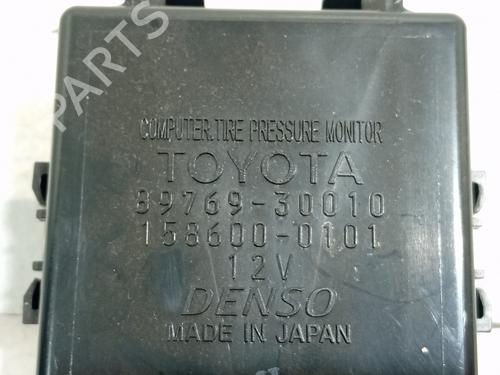 COMPUTER.TIRE PRESSURE MONITOR
TOYOTA
89769-30010
158600-0101
12V
DENSO
MADE IN JAPAN
PARTS